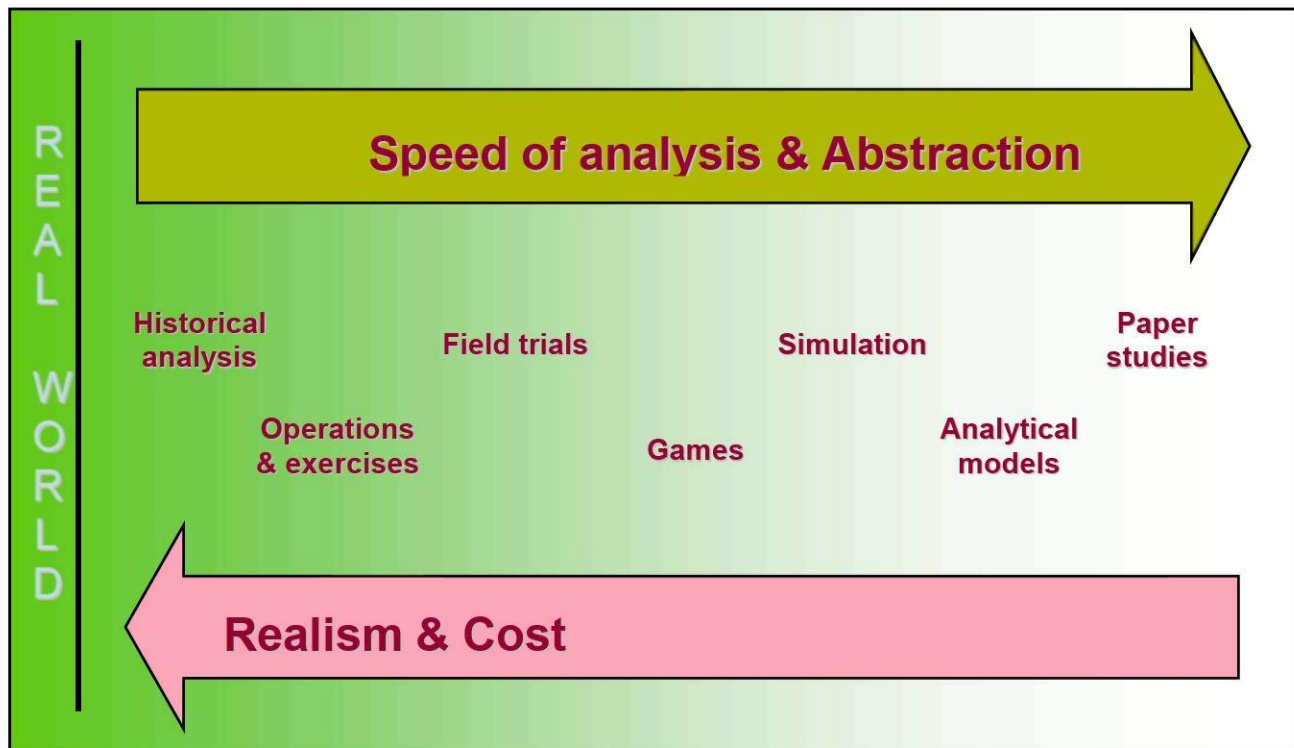 REAL WORLD
Speed of analysis & Abstraction
Historical
analysis
Operations
& exercises
Field trials
Games
Simulation
Analytical
models
Paper
studies
Realism & Cost